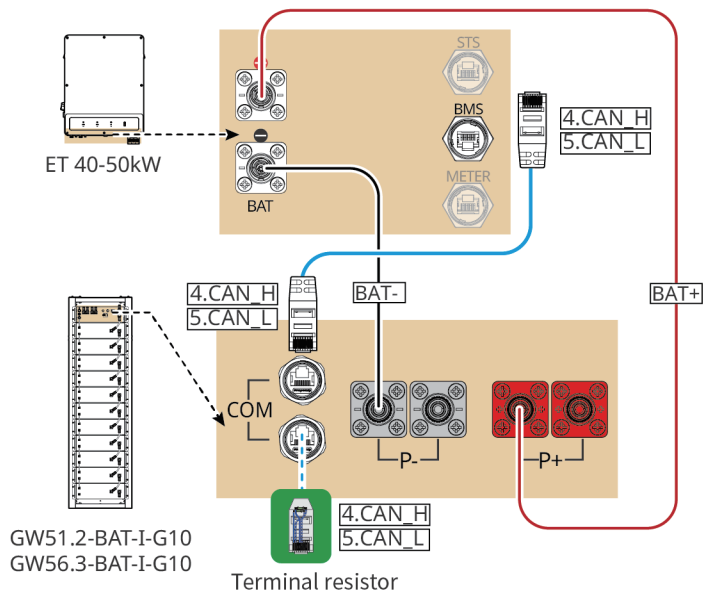 STS
BMS
4.CAN_H
5.CAN_L
ET 40-50kW
METER
BAT
4.CAN_H
5.CAN_L
BAT-
BAT+
COM
P-
P+
4.CAN_H
5.CAN_L
GW51.2-BAT-I-G10
GW56.3-BAT-I-G10
Terminal resistor